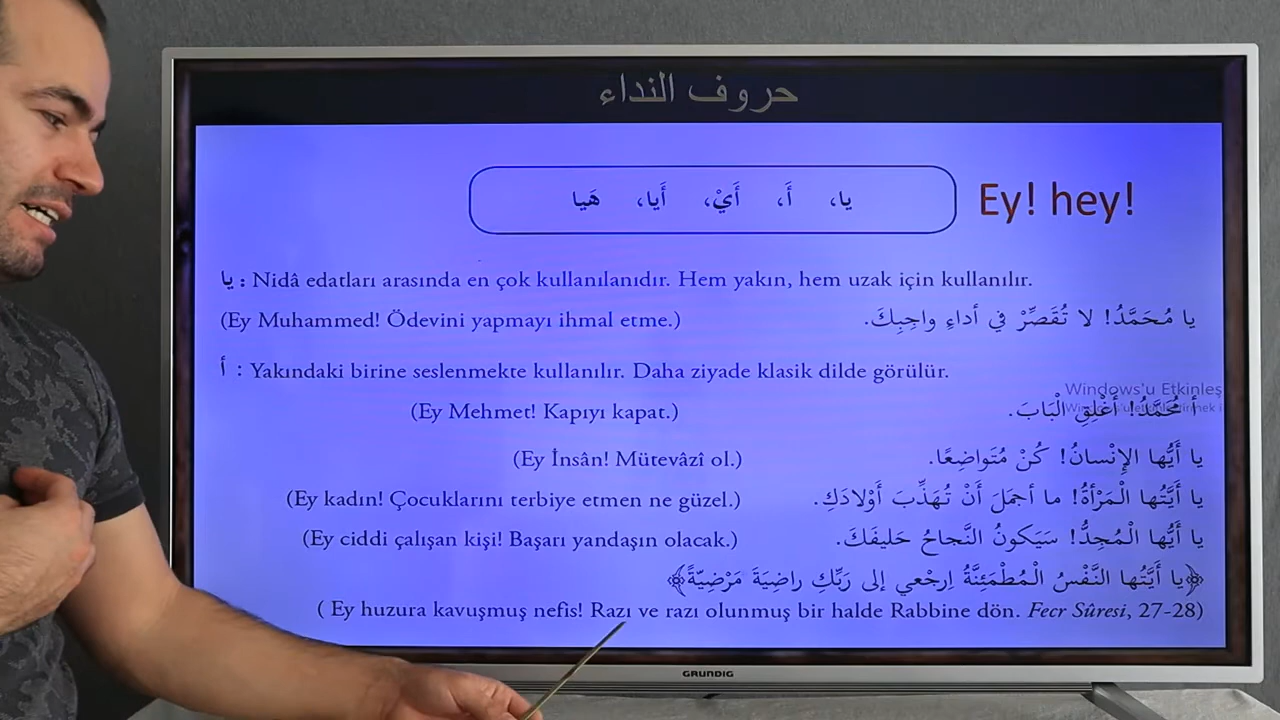 حروف النداء
يا، أَ، أَيْ، أَيا، هَيا
Ey! hey!
يا : Nidâ edatları arasında en çok kullanılanıdır. Hem yakın, hem uzak için kullanılır.
(Ey Muhammed! Ödevini yapmayı ihmal etme.) يا مُحَمَّدُ! لا تُقَصِّرْ في أداءِ واجِبِكَ.
أ : Yakındaki birine seslenmekte kullanılır. Daha ziyade klasik dilde görülür.
Windows'u Etkinleş
(Ey Mehmet! Kapıyı kapat.) أ مُحَمَّدُ! أغْلِقِ الْبَابَ.
(Ey İnsân! Mütevâzî ol.) يا أَيُّها الإِنْسانُ! كُنْ مُتَواضِعًا.
(Ey kadın! Çocuklarını terbiye etmen ne güzel.) يا أَيَّتُها الْمَرْأةُ! ما أجمَلَ أَنْ تُهَذِّبَ أَوْلادَكِ.
(Ey ciddi çalışan kişi! Başarı yandaşın olacak.) يا أَيُّها الْمُجِدُّ! سَيَكونُ النَّجاحُ حَليفَكَ.
﴿يا أَيَّتُها النَّفْسُ الْمُطْمَئِنَّةُ اِرْجَعي إلى رَبِّكِ راضِيَةَ مَرْضِيّةً﴾
( Ey huzura kavuşmuş nefis! Razı ve razı olunmuş bir halde Rabbine dön. Fecr Sûresi, 27-28)
GRUNDIG